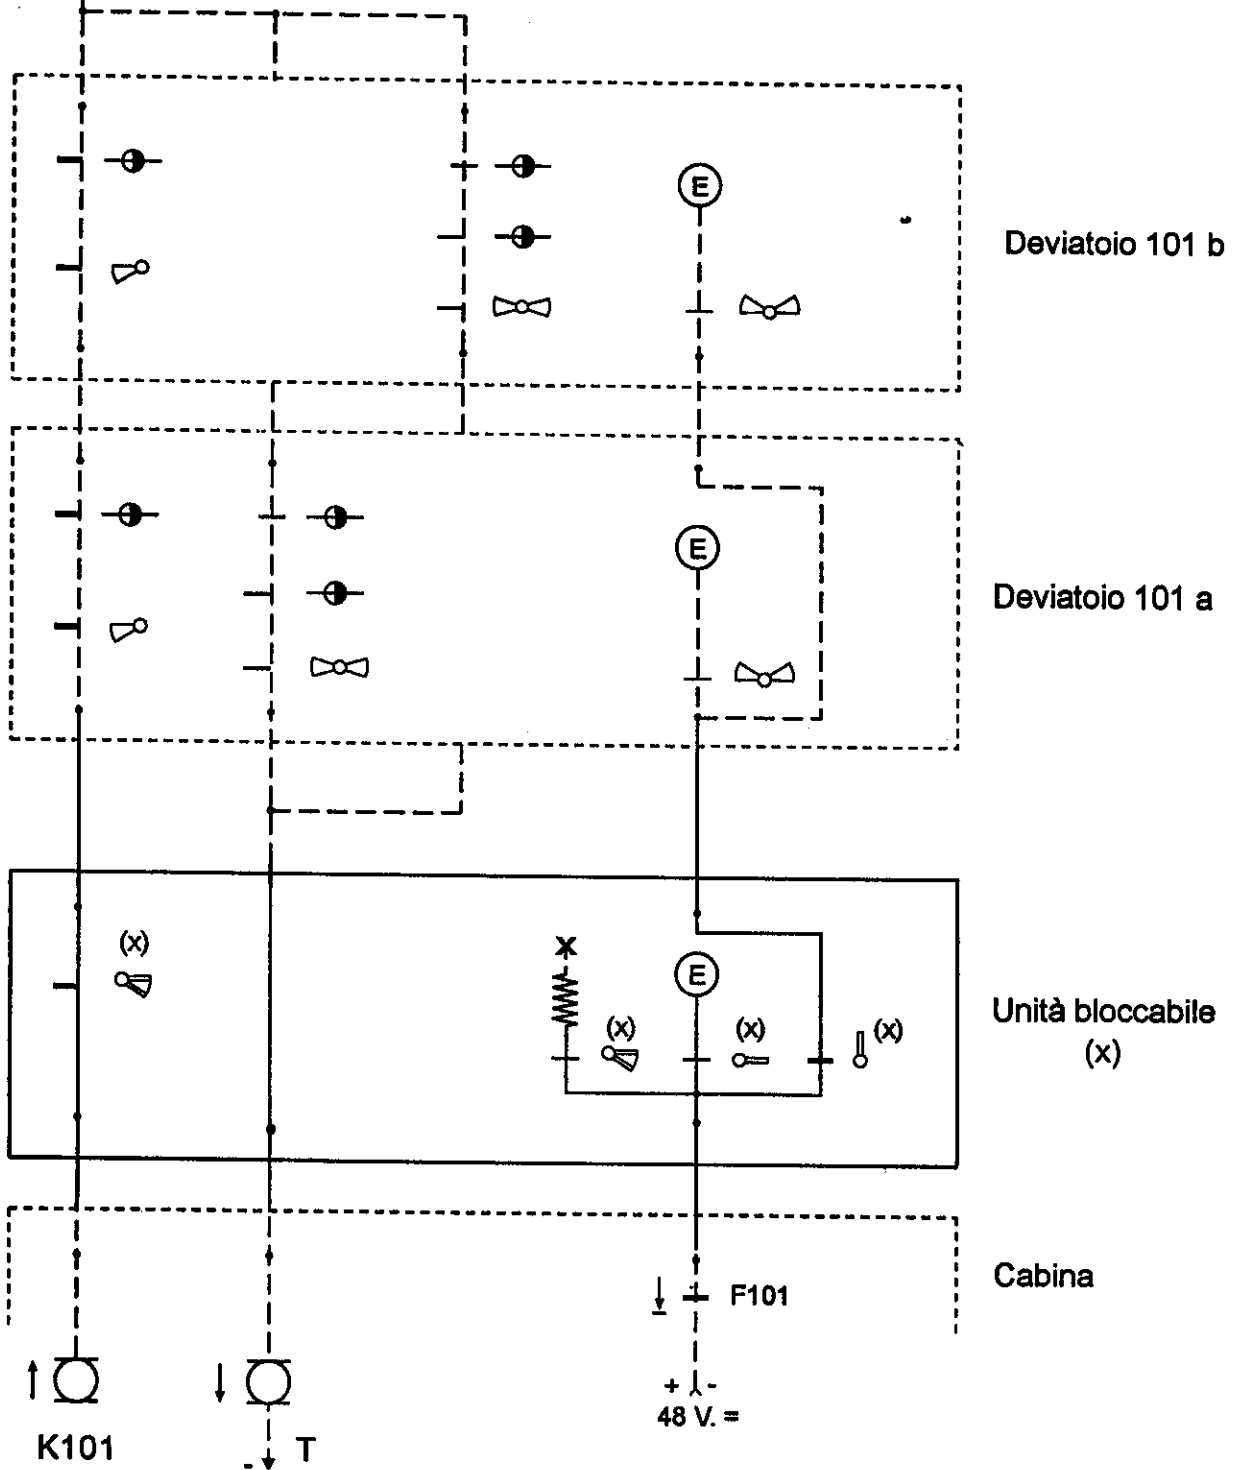 E
Deviatoio 101 b
E
Deviatoio 101 a
(x)
x
E
(x)
(x)
(x)
Unità bloccabile
(x)
Cabina
F101
+ -
48 V. =
K101
- T